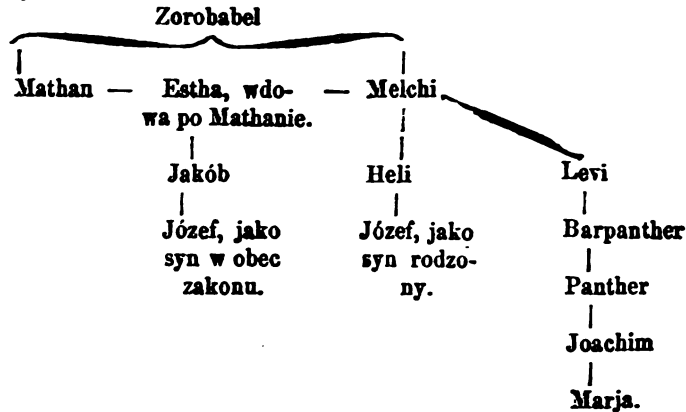 Zorobabel
Mathan — Estha, wdo- — Melchi
wa po Mathanie.
Jakób Heli Levi
Józef, jako Józef, jako Barpanther
syn w obec syn rodzo-
zakonu. ny. Panther
Joachim
Marja.